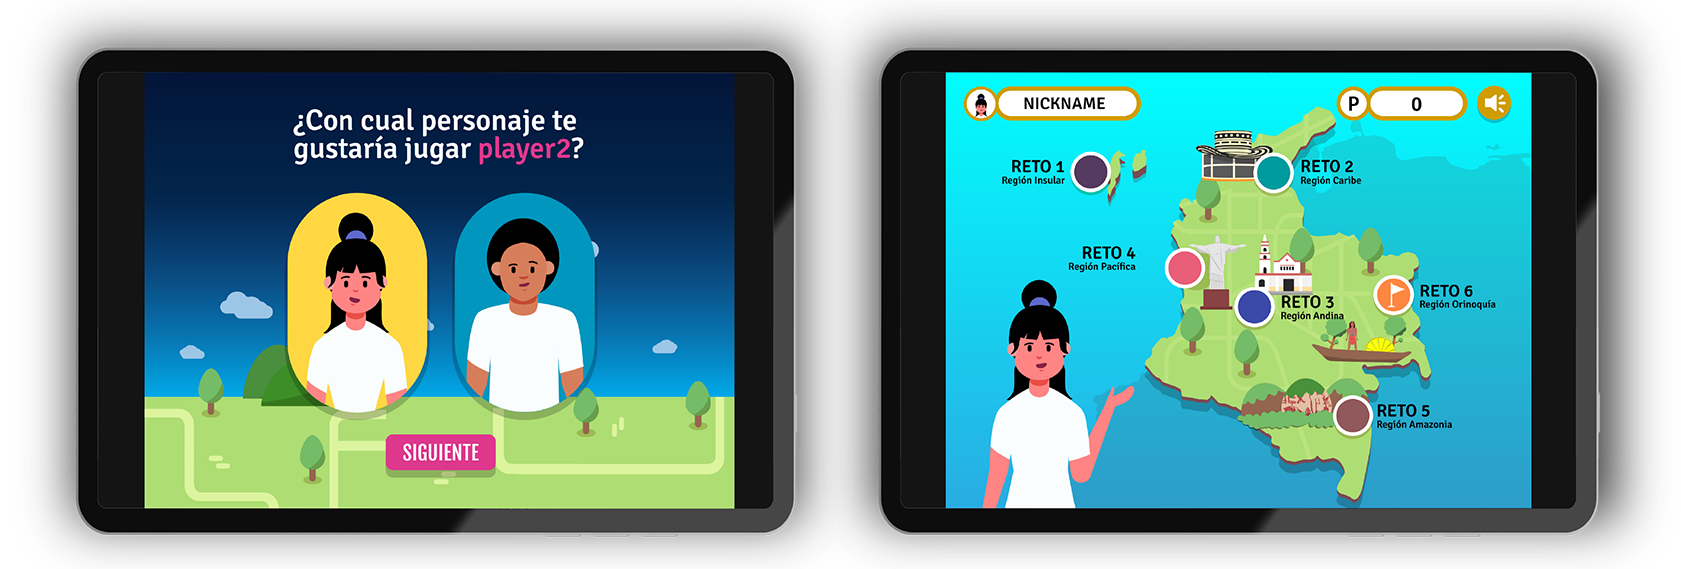 ¿Con cual personaje te
gustaría jugar player2?
SIGUIENTE
NICKNAME
P
0
RETO 1
Región Insular
RETO 2
Región Caribe
RETO 4
Región Pacífica
RETO 3
Región Andina
RETO 6
Región Orinoquía
RETO 5
Región Amazonia